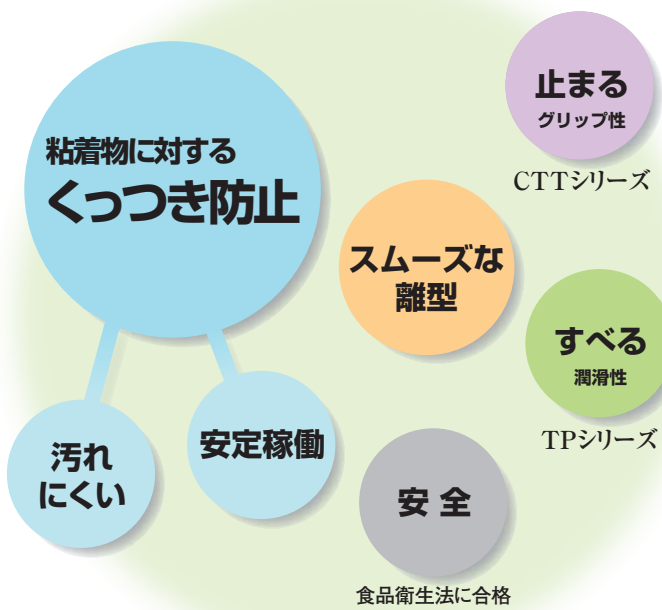 粘着物に対する
くっつき防止
汚れ
にくい
安定稼働
スムーズな
離型
安全
食品衛生法に合格
止まる
グリップ性
CTTシリーズ
すべる
潤滑性
TPシリーズ